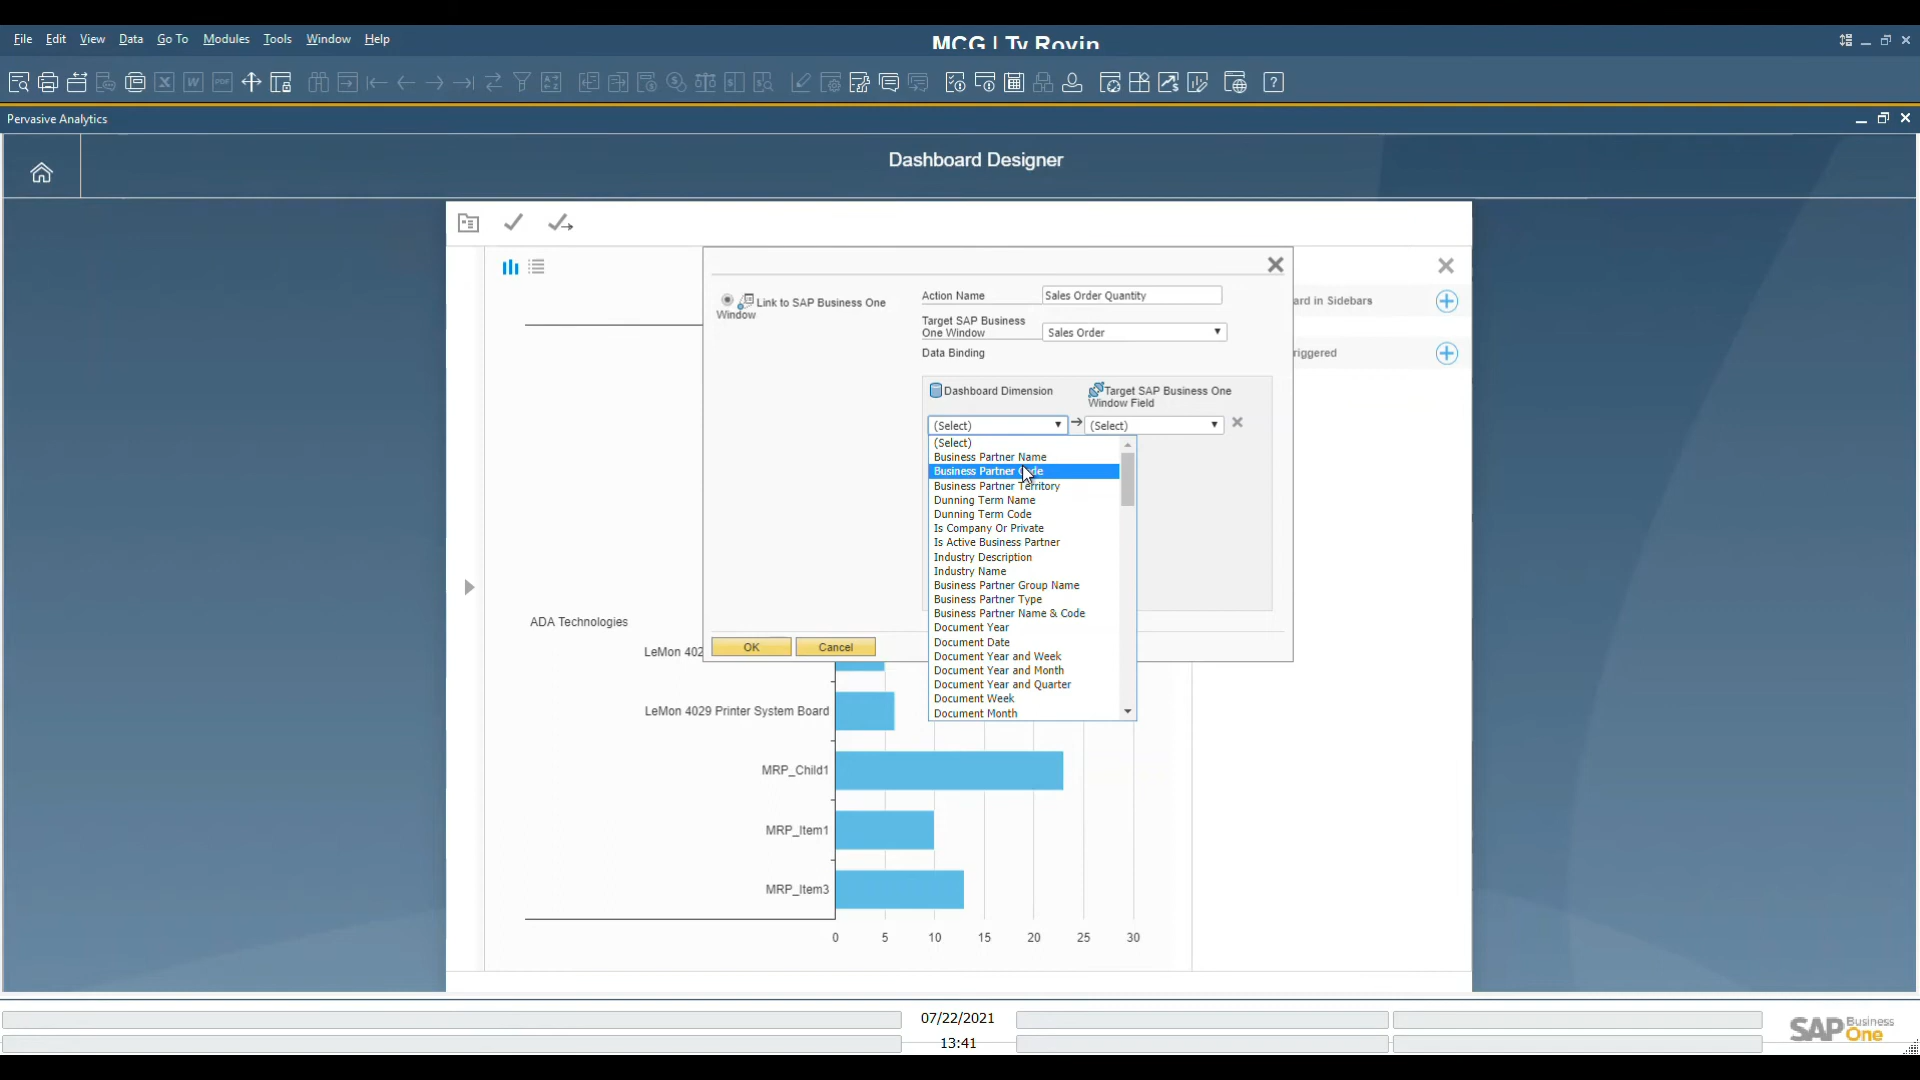 MCG | Ty Rovin
File Edit View Data Go To Modules Tools Window Help
Pervasive Analytics
Dashboard Designer
Link to SAP Business One
Window
Action Name
Sales Order Quantity
Target SAP Business
One Window
Sales Order
Data Binding
Dashboard Dimension
Target SAP Business One
Window Field
(Select)
(Select)
(Select)
Business Partner Name
Business Partner Code
Business Partner Territory
Dunning Term Name
Dunning Term Code
Is Company Or Private
Is Active Business Partner
Industry Description
Industry Name
Business Partner Group Name
Business Partner Type
Business Partner Name & Code
Document Year
Document Date
Document Year and Week
Document Year and Month
Document Year and Quarter
Document Week
Document Month
OK
Cancel
ard in Sidebars
riggered
ADA Technologies
LeMon 402
LeMon 4029 Printer System Board
MRP_Child1
MRP_Item1
MRP_Item3
0 5 10 15 20 25 30
07/22/2021
13:41
SAP Business One